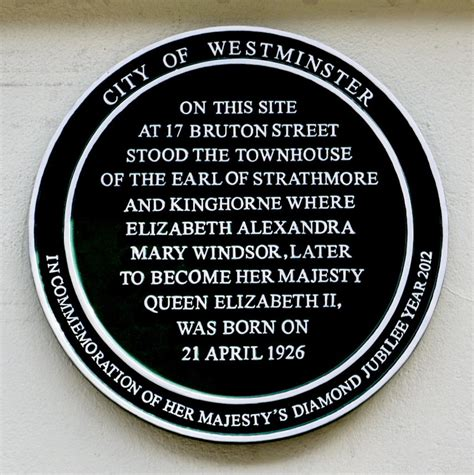 CITY OF WESTMINSTER
ON THIS SITE
AT 17 BRUTON STREET
STOOD THE TOWNHOUSE
OF THE EARL OF STRATHMORE
AND KINGHORNE WHERE
ELIZABETH ALEXANDRA
MARY WINDSOR, LATER
TO BECOME HER MAJESTY
QUEEN ELIZABETH II,
WAS BORN ON
21 APRIL 1926
IN COMMEMORATION OF HER MAJESTY'S DIAMOND JUBILEE YEAR 2012